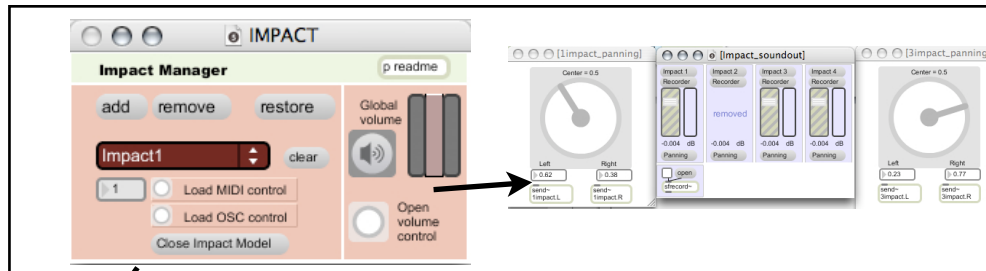 IMPACT
Impact Manager
p readme
add remove restore
Impact1
clear
1
Load MIDI control
Load OSC control
Close Impact Model
Global
volume
Open
volume
control
[1impact_panning]
Center = 0.5
Left Right
0.62 0.38
send~ send~
1impact.L 1impact.R
[Impact_soundout]
Impact 1 Impact 2 Impact 3 Impact 4
Recorder Recorder Recorder Recorder
removed
-0.004 dB -0.004 dB -0.004 dB -0.004 dB
Panning Panning Panning Panning
open
sfrecord~
[3impact_panning
Center = 0.5
Left Right
0.23 0.77
send~ send~
3impact.L 3impact.R